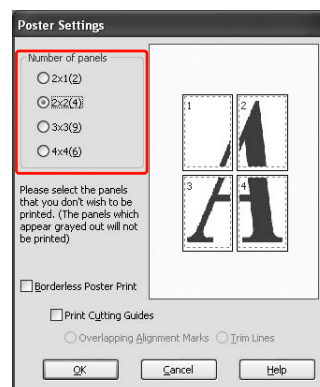 Poster Settings
Number of panels
2x1(2)
2x2(4)
3x3(9)
4x4(6)
1 2
3 4
Please select the panels
that you don't wish to be
printed. (The panels which
appear grayed out will not
be printed)
Borderless Poster Print
Print Cutting Guides
Overlapping Alignment Marks Trim Lines
OK Cancel Help